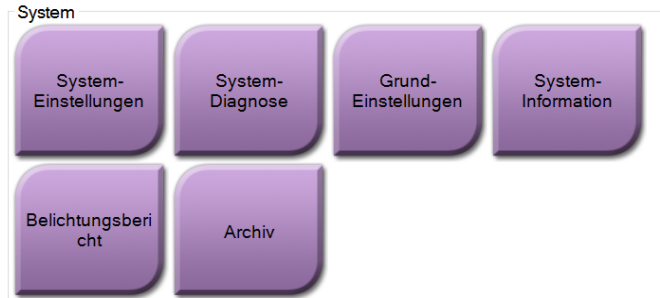 System
System-
Einstellungen
System-
Diagnose
Grund-
Einstellungen
System-
Information
Belichtungsberi
cht
Archiv